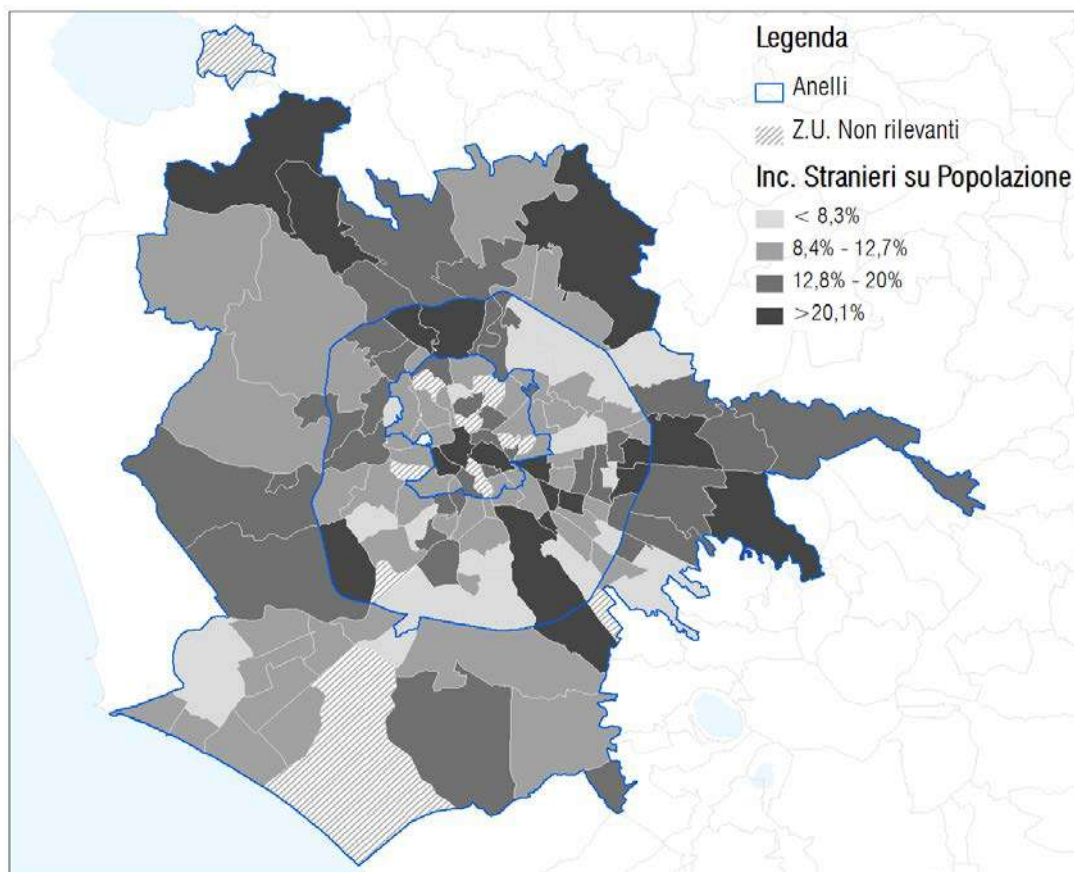 Legenda
Anelli
Z.U. Non rilevanti
Inc. Stranieri su Popolazione
< 8,3%
8,4% - 12,7%
12,8% - 20%
>20,1%